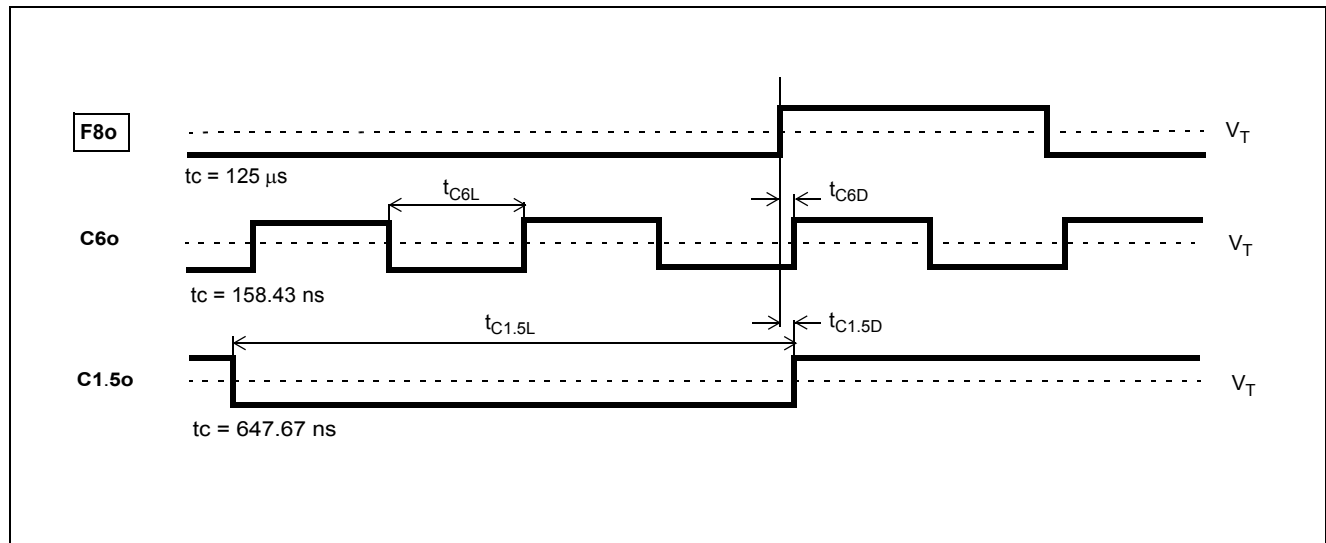 F8o
V_T
tc = 125 μs
t_C6L
t_C6D
C6o
V_T
tc = 158.43 ns
t_C1.5L
t_C1.5D
C1.5o
V_T
tc = 647.67 ns